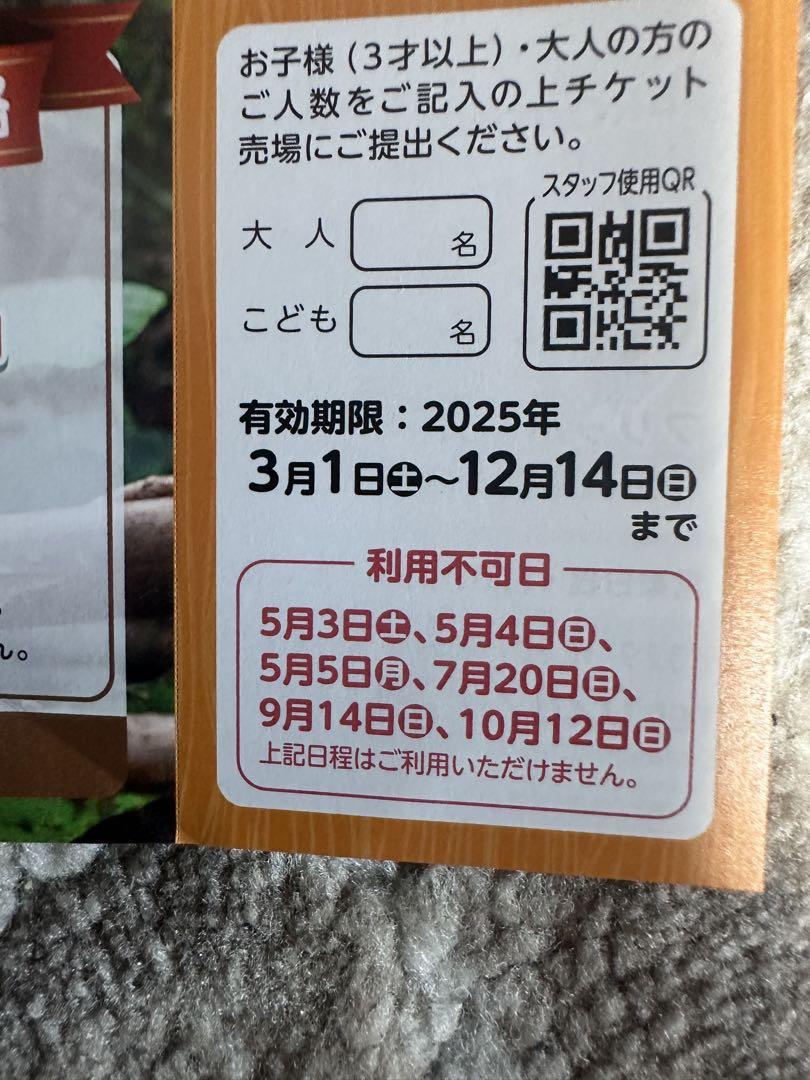 お子様(3才以上)・大人の方の
ご人数をご記入の上チケット
売場にご提出ください。
スタッフ使用QR
大 人 名
こども 名
有効期限：2025年
3月1日㊏〜12月14日㊐
まで
利用不可日
5月3日㊏、5月4日㊐、
5月5日㊊、7月20日㊐、
9月14日㊐、10月12日㊐
上記日程はご利用いただけません。
ん。